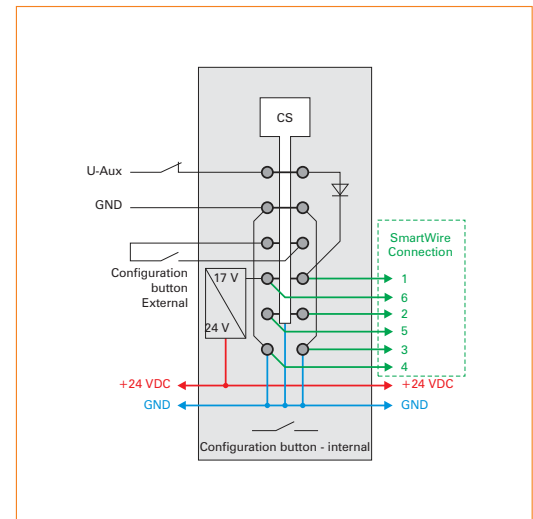 CS
U-Aux
GND
SmartWire
Connection
Configuration
button
External
17 V
24 V
1
6
2
5
3
4
+24 VDC
+24 VDC
GND
GND
Configuration button - internal